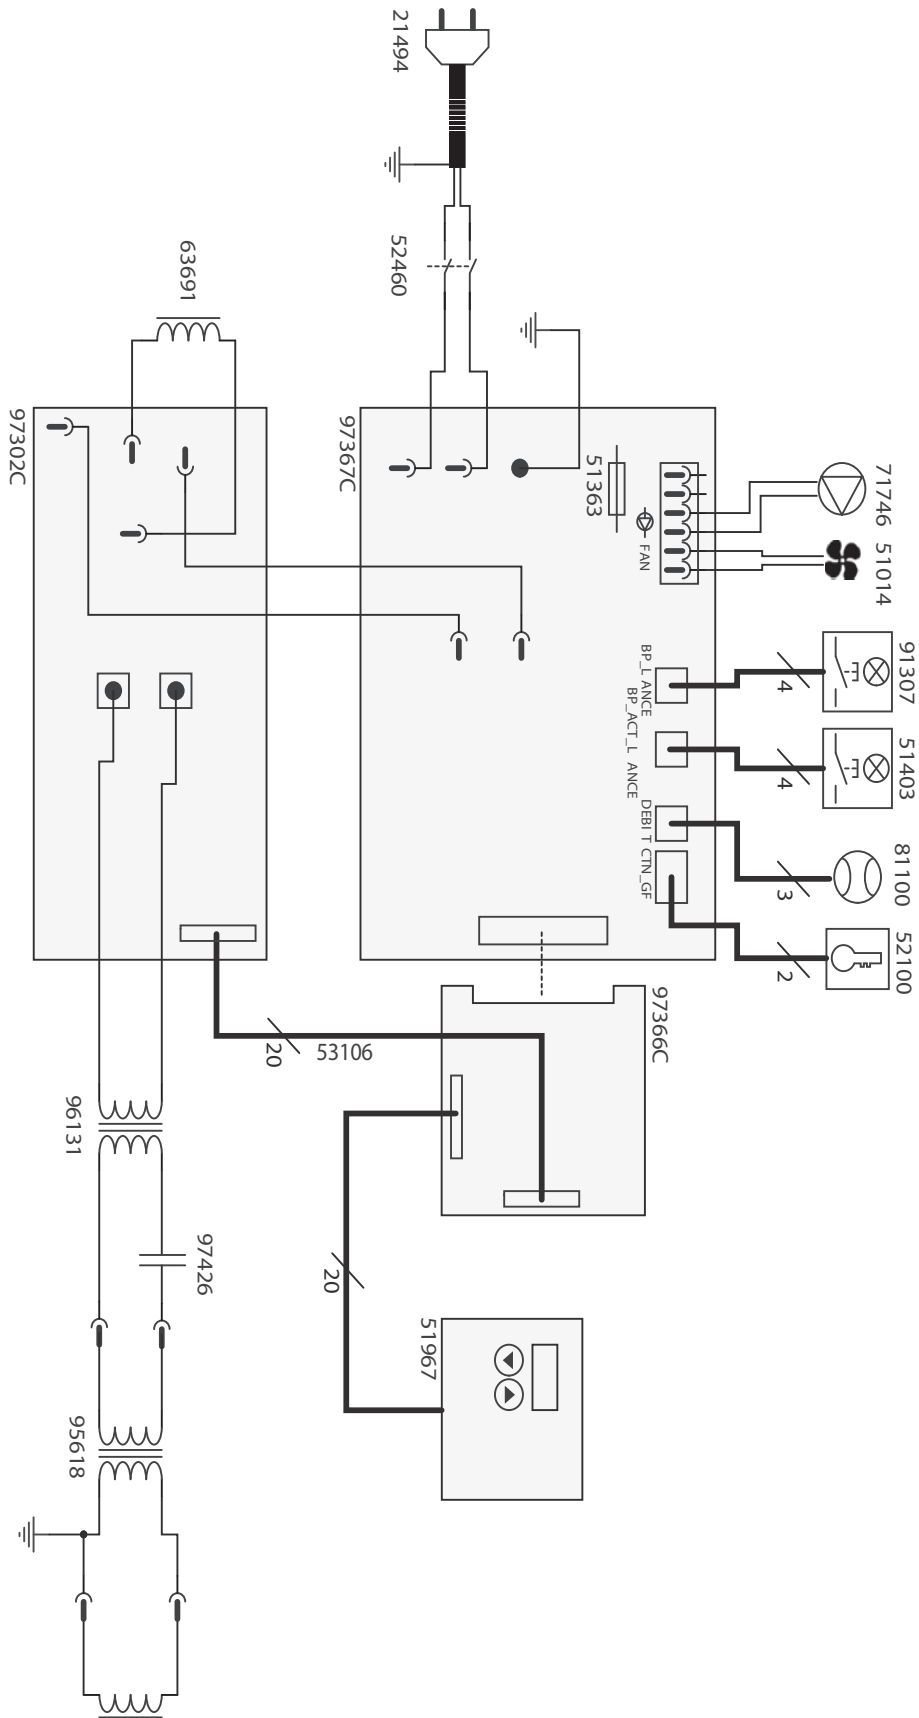 21494
52460
63691
97302C
97367C
51363
FAN
71746
51014
91307
4
BP_L ANCE
51403
4
BP_ACT_L ANCE
81100
3
DEBI T
52100
2
CTN_GF
97366C
20
53106
20
51967
96131
97426
95618